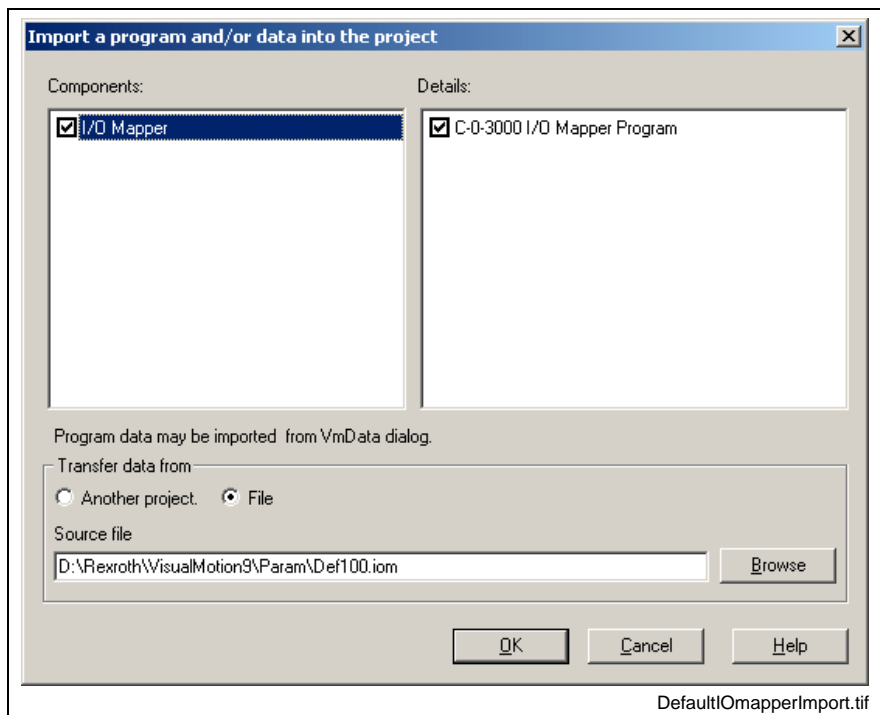 Import a program and/or data into the project
Components:
Details:
I/O Mapper
C-0-3000 I/O Mapper Program
Program data may be imported from VmData dialog.
Transfer data from
Another project.
File
Source file
D:\Rexroth\VisualMotion9\Param\Def100.iom
Browse
OK
Cancel
Help
DefaultIOmapperImport.tif